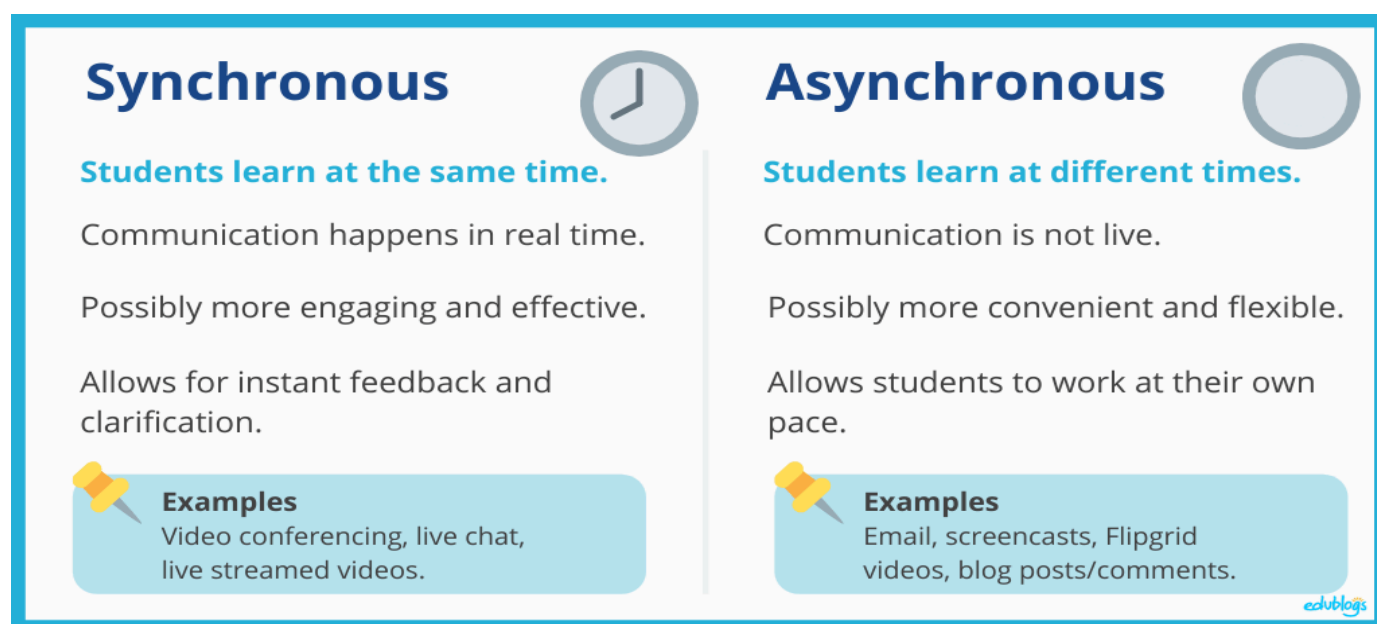 Synchronous
Students learn at the same time.
Communication happens in real time.
Possibly more engaging and effective.
Allows for instant feedback and
clarification.
Examples
Video conferencing, live chat,
live streamed videos.
Asynchronous
Students learn at different times.
Communication is not live.
Possibly more convenient and flexible.
Allows students to work at their own
pace.
Examples
Email, screencasts, Flipgrid
videos, blog posts/comments.
edublogs